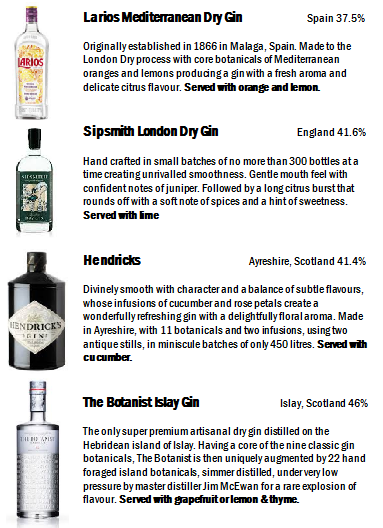 Larios Mediterranean Dry Gin Spain 37.5%
Originally established in 1866 in Malaga, Spain. Made to the
London Dry process with core botanicals of Mediterranean
oranges and lemons producing a gin with a fresh aroma and
delicate citrus flavour. Served with orange and lemon.
LARIOS
Sipsmith London Dry Gin England 41.6%
Hand crafted in small batches of no more than 300 bottles at a
time creating unrivalled smoothness. Gentle mouth feel with
confident notes of juniper. Followed by a long citrus burst that
rounds off with a soft note of spices and a hint of sweetness.
Served with lime
SIPSMITH
Hendricks Ayreshire, Scotland 41.4%
Divinely smooth with character and a balance of subtle flavours,
whose infusions of cucumber and rose petals create a
wonderfully refreshing gin with a delightfully floral aroma. Made
in Ayreshire, with 11 botanicals and two infusions, using two
antique stills, in miniscule batches of only 450 litres. Served with
cucumber.
HENDRICK'S
GIN
The Botanist Islay Gin Islay, Scotland 46%
The only super premium artisanal dry gin distilled on the
Hebridean island of Islay. Having a core of the nine classic gin
botanicals, The Botanist is then uniquely augmented by 22 hand
foraged island botanicals, simmer distilled, under very low
pressure by master distiller Jim McEwan for a rare explosion of
flavour. Served with grapefruit or lemon & thyme.
THE BOTANIST